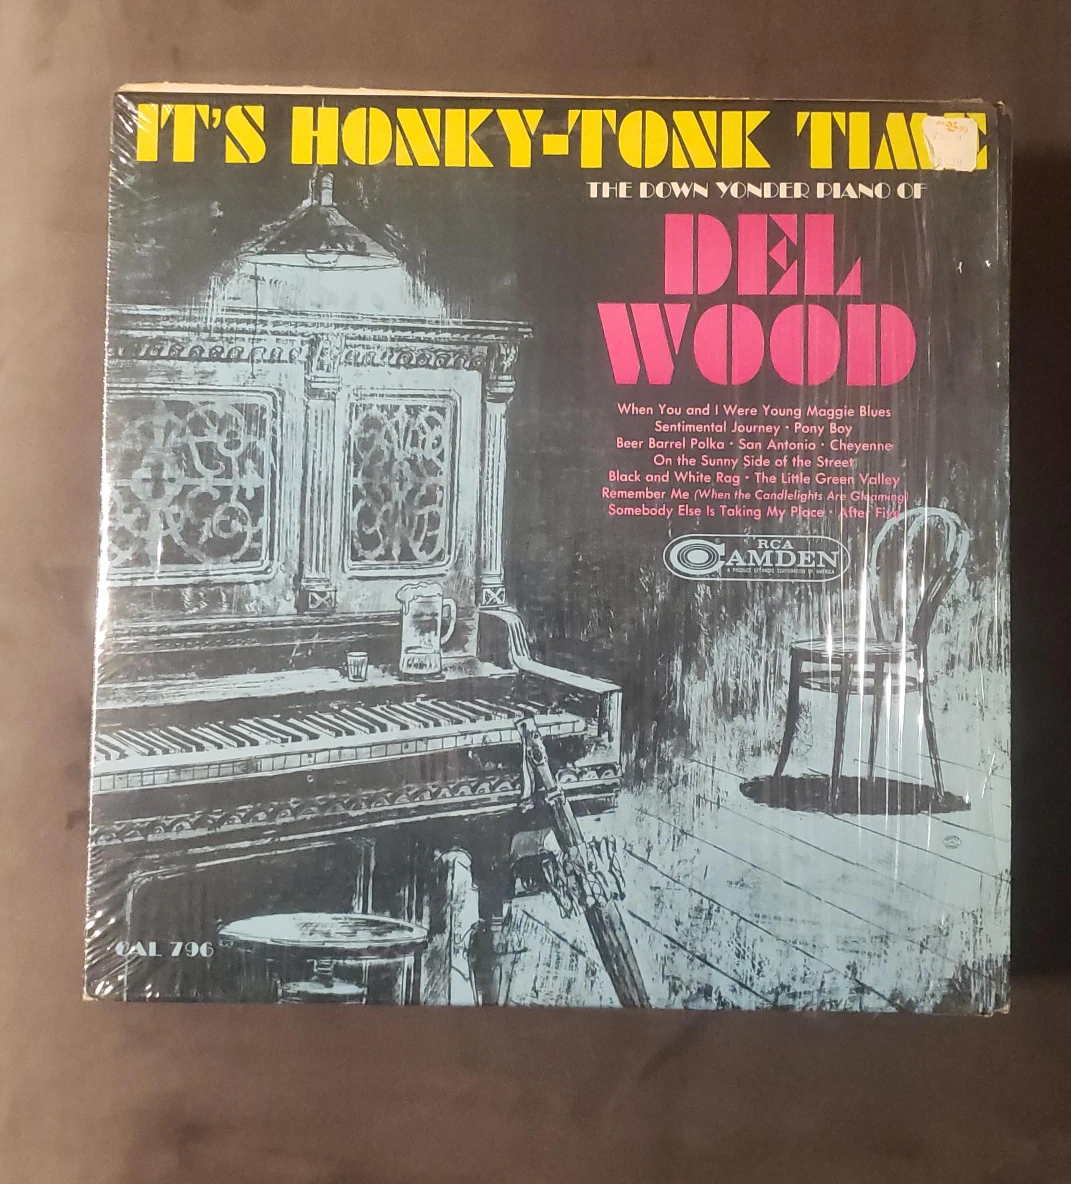 IT'S HONKY-TONK TIME
THE DOWN YONDER PIANO OF
DEL
WOOD
When You and I Were Young Maggie Blues
Sentimental Journey · Pony Boy
Beer Barrel Polka · San Antonio · Cheyenne
On the Sunny Side of the Street
Black and White Rag · The Little Green Valley
Remember Me (When the Candlelights Are Gleaming)
Somebody Else Is Taking My Place · After Five
RCA
CAMDEN
CAL 796